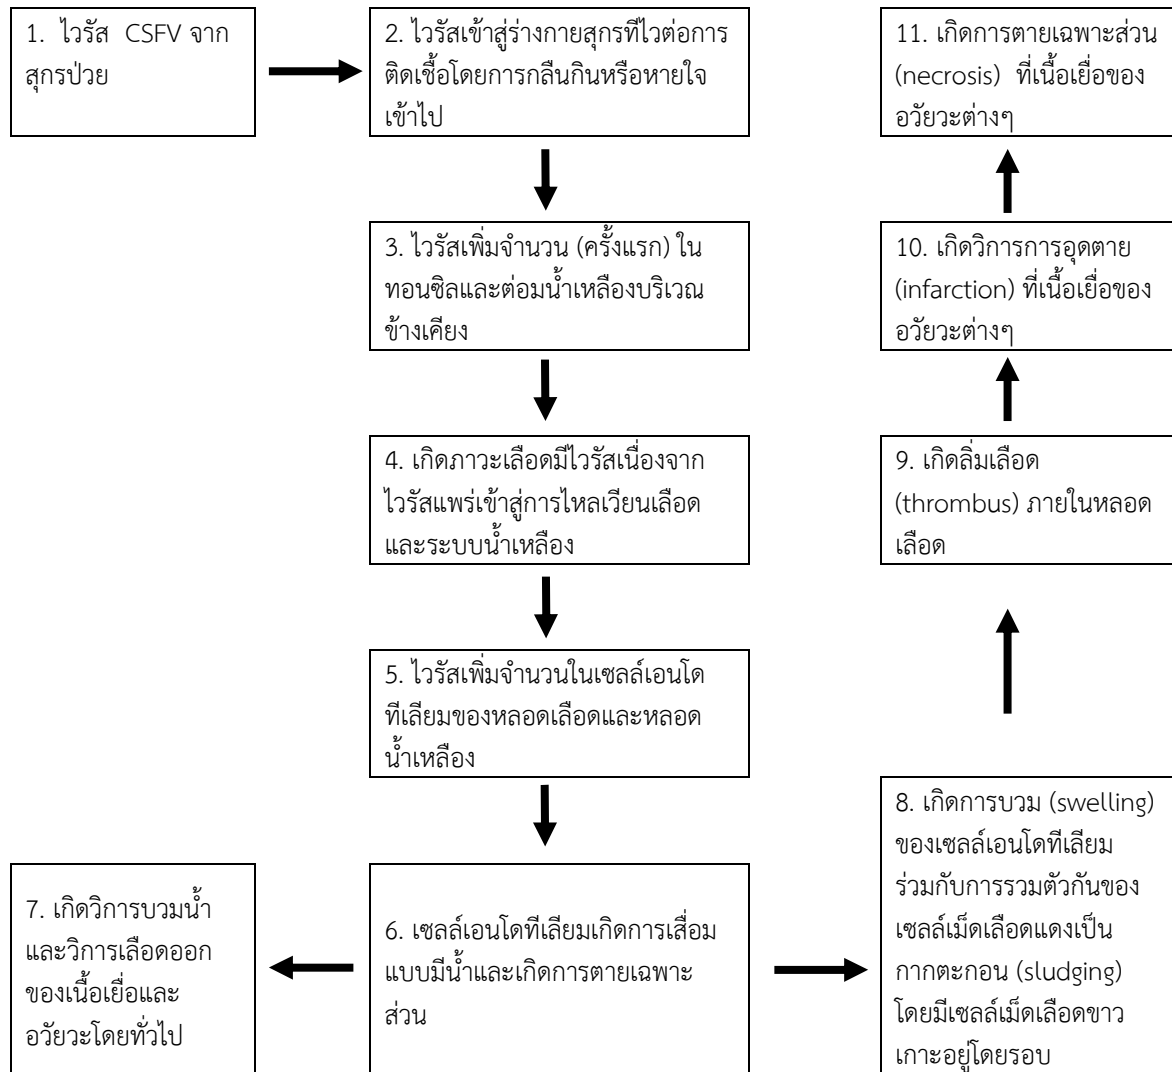 1. ไวรัส CSFV จาก
สุกรป่วย
2. ไวรัสเข้าสู่ร่างกายสุกรที่ไวต่อการ
ติดเชื้อโดยการกลืนกินหรือหายใจ
เข้าไป
3. ไวรัสเพิ่มจำนวน (ครั้งแรก) ใน
ทอนซิลและต่อมน้ำเหลืองบริเวณ
ข้างเคียง
4. เกิดภาวะเลือดมีไวรัสเนื่องจาก
ไวรัสแพร่เข้าสู่การไหลเวียนเลือด
และระบบน้ำเหลือง
5. ไวรัสเพิ่มจำนวนในเซลล์เอนโด
ทีเลียมของหลอดเลือดและหลอด
น้ำเหลือง
6. เซลล์เอนโดทีเลียมเกิดการเสื่อม
แบบมีน้ำและเกิดการตายเฉพาะ
ส่วน
7. เกิดวิการบวมน้ำ
และวิการเลือดออก
ของเนื้อเยื่อและ
อวัยวะโดยทั่วไป
8. เกิดการบวม (swelling)
ของเซลล์เอนโดทีเลียม
ร่วมกับการรวมตัวกันของ
เซลล์เม็ดเลือดแดงเป็น
กากตะกอน (sludging)
โดยมีเซลล์เม็ดเลือดขาว
เกาะอยู่โดยรอบ
9. เกิดลิ่มเลือด
(thrombus) ภายในหลอด
เลือด
10. เกิดวิการการอุดตาย
(infarction) ที่เนื้อเยื่อของ
อวัยวะต่างๆ
11. เกิดการตายเฉพาะส่วน
(necrosis) ที่เนื้อเยื่อของ
อวัยวะต่างๆ